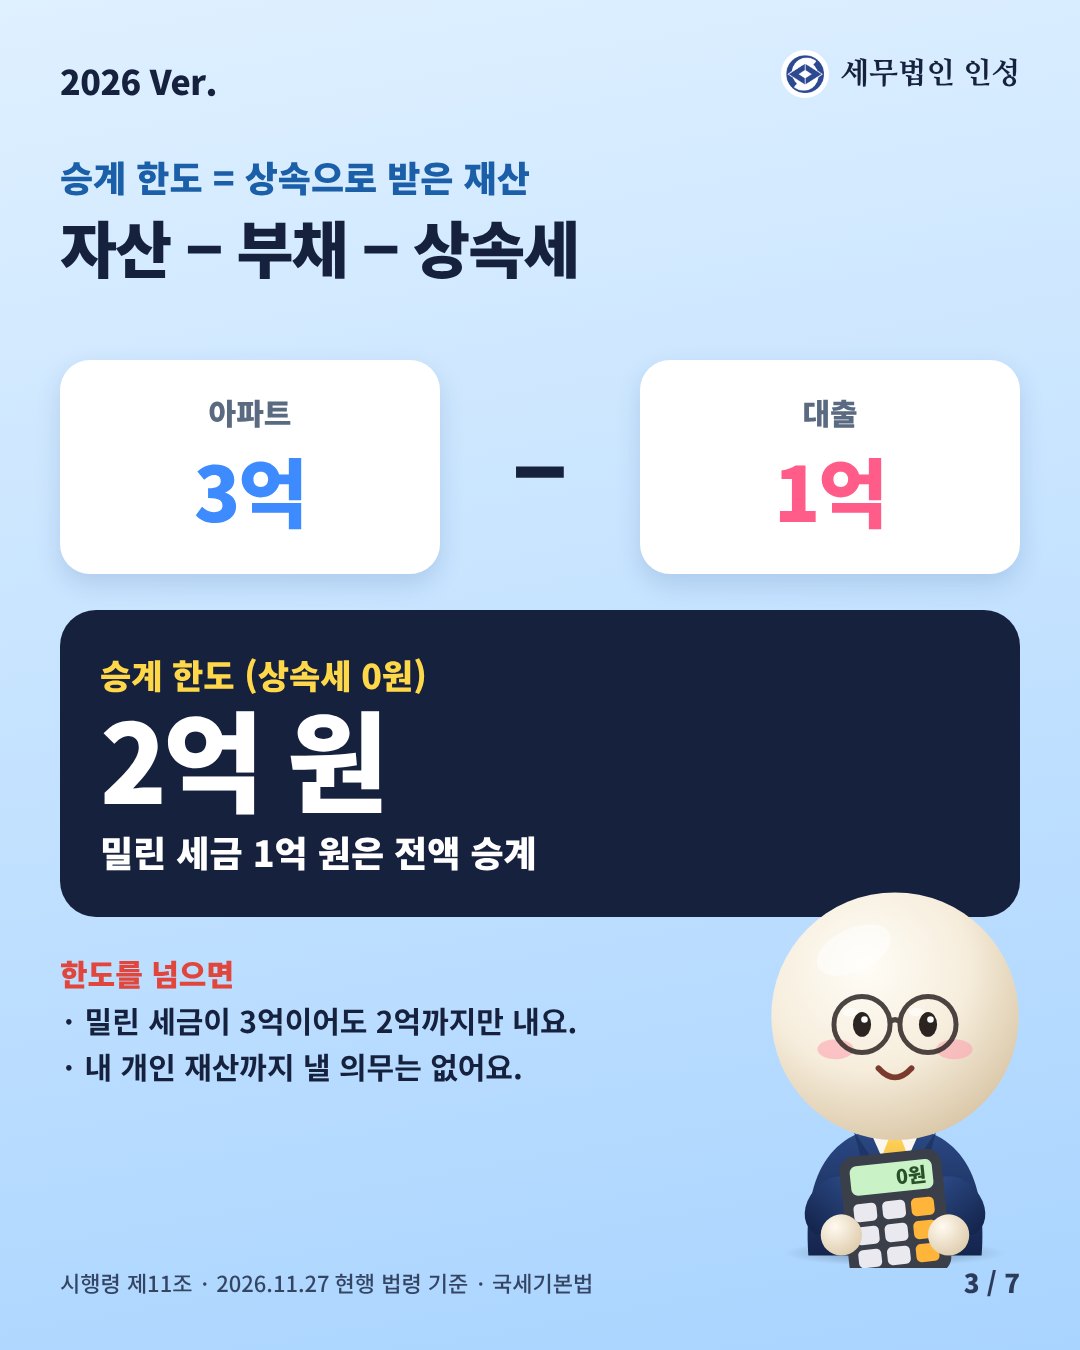 2026 Ver.
세무법인 인성
승계 한도 = 상속으로 받은 재산
자산 – 부채 – 상속세
아파트
3억
–
대출
1억
승계 한도 (상속세 0원)
2억 원
밀린 세금 1억 원은 전액 승계
한도를 넘으면
· 밀린 세금이 3억이어도 2억까지만 내요.
· 내 개인 재산까지 낼 의무는 없어요.
0원
시행령 제11조 · 2026.11.27 현행 법령 기준 · 국세기본법
3 / 7